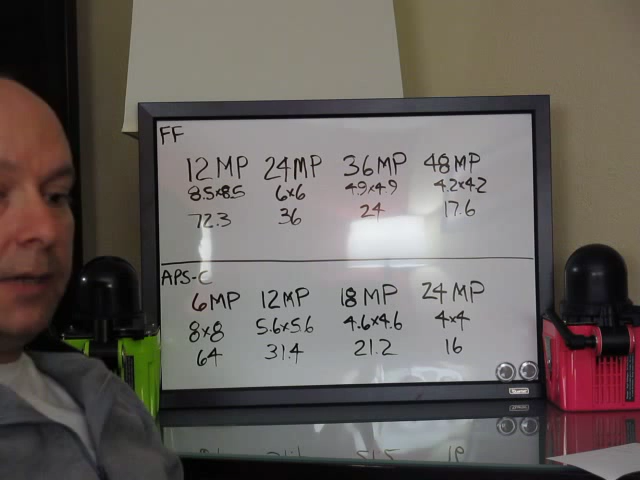 FF
12MP 24MP 36MP 48MP
8.5x8.5 6x6 4.9x4.9 4.2x4.2
72.3 36 24 17.6
APS-C
6MP 12MP 18MP 24MP
8x8 5.6x5.6 4.6x4.6 4x4
64 31.4 21.2 16